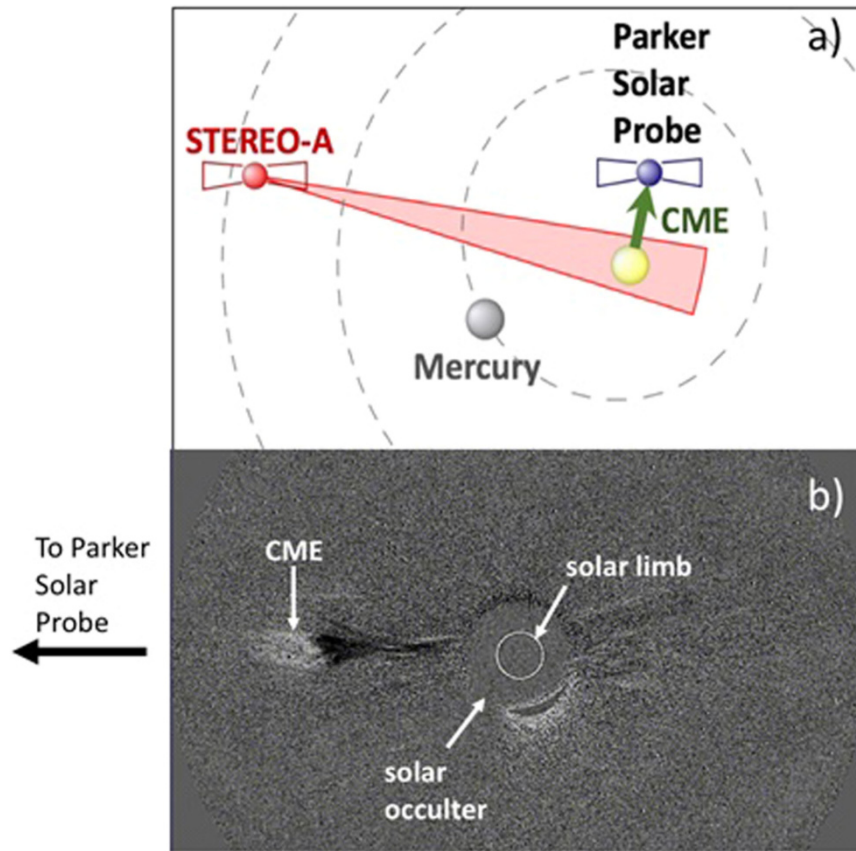 a)
Parker
Solar
Probe
STEREO-A
CME
Mercury
b)
To Parker
Solar
Probe
CME
solar limb
solar
occulter